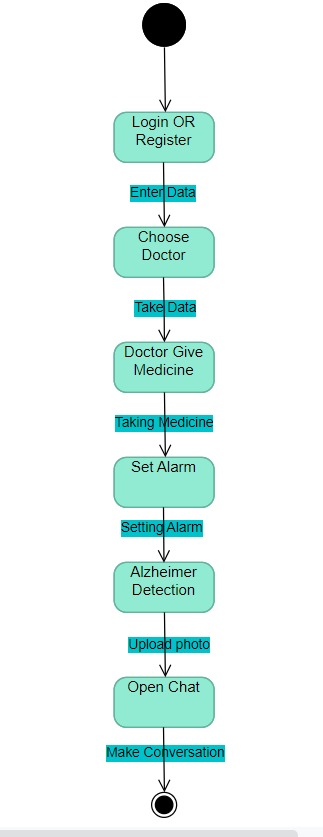 Login OR
Register
Enter Data
Choose
Doctor
Take Data
Doctor Give
Medicine
Taking Medicine
Set Alarm
Setting Alarm
Alzheimer
Detection
Upload photo
Open Chat
Make Conversation